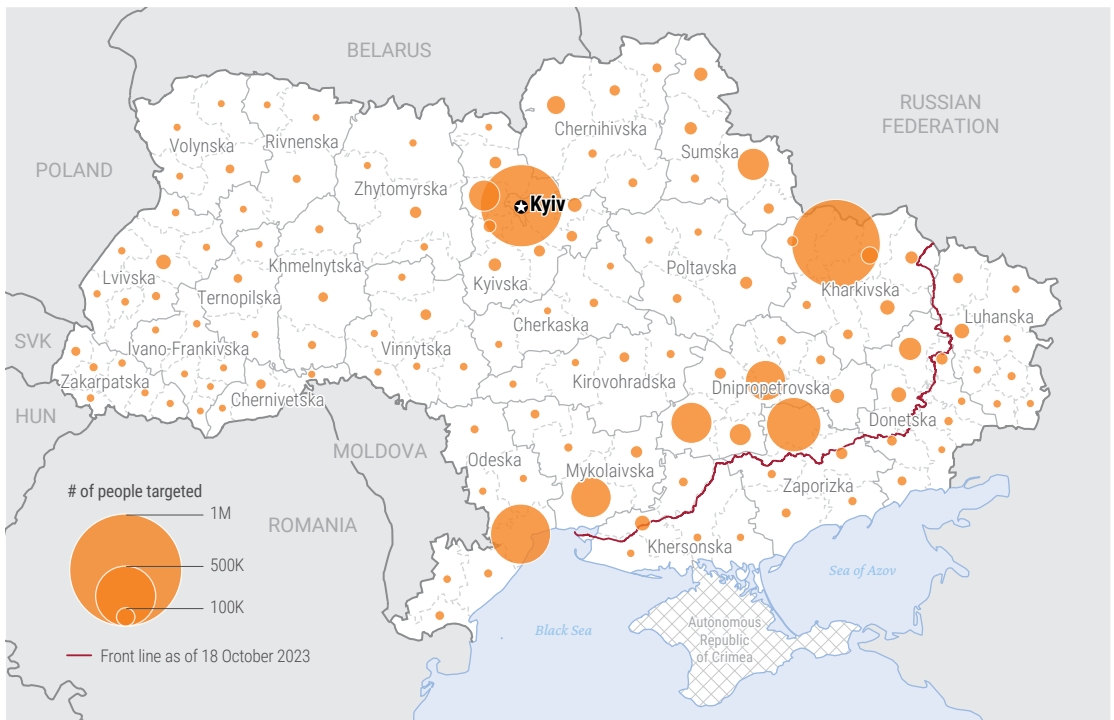 BELARUS
RUSSIAN
FEDERATION
POLAND
Volynska
Rivnenska
Zhytomyrska
Chernihivska
Sumska
Kyiv
Lvivska
Khmelnytska
Ternopilska
Kyivska
Poltavska
Kharkivska
Luhanska
Cherkaska
SVK
Ivano-Frankivska
Vinnytska
Zakarpatska
Chernivetska
Kirovohradska
Dnipropetrovska
Donetska
HUN
MOLDOVA
Odeska
Mykolaivska
Zaporizka
Khersonska
ROMANIA
# of people targeted
1M
500K
100K
Front line as of 18 October 2023
Sea of Azov
Black Sea
Autonomous
Republic
of Crimea